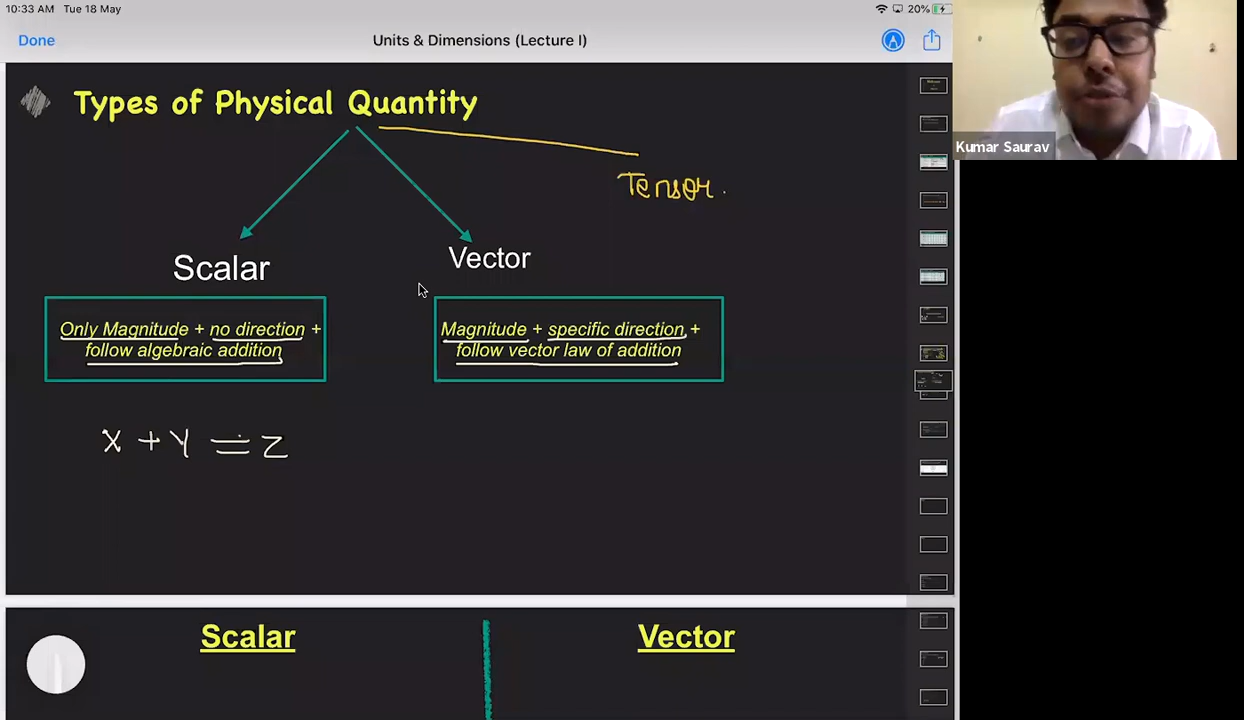 10:33 AM Tue 18 May
20%
Done
Units & Dimensions (Lecture I)
Kumar Saurav
Types of Physical Quantity
Tensor.
Scalar
Vector
Only Magnitude + no direction +
follow algebraic addition
Magnitude + specific direction +
follow vector law of addition
X + Y = Z
Scalar
Vector